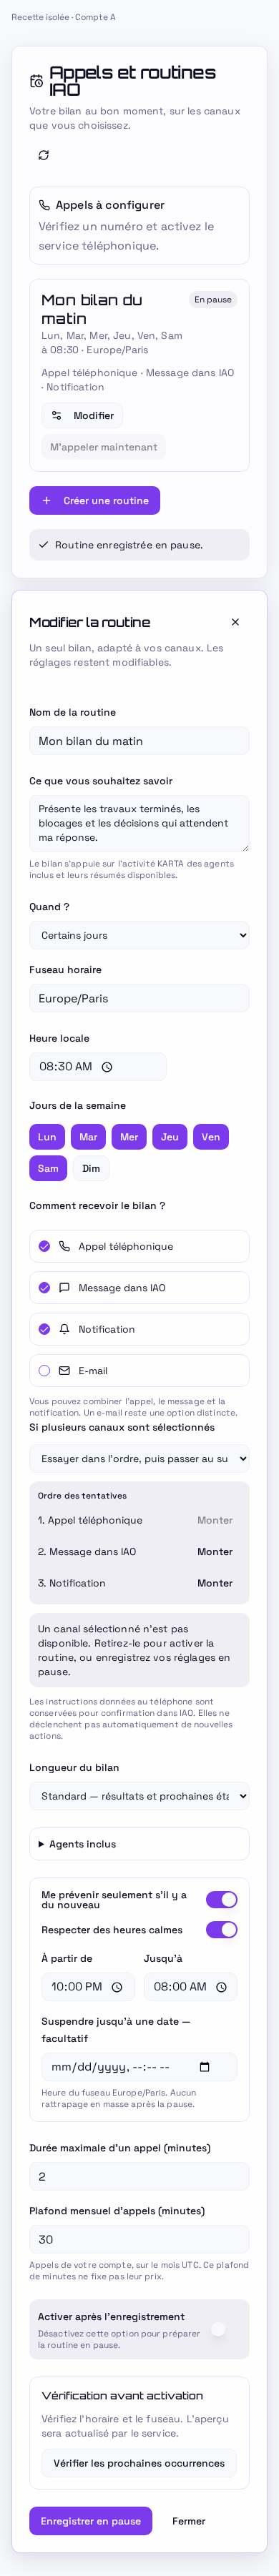 Recette isolée · Compte A
Appels et routines
IAO
Votre bilan au bon moment, sur les canaux
que vous choisissez.
Appels à configurer
Vérifiez un numéro et activez le
service téléphonique.
Mon bilan du
matin
En pause
Lun, Mar, Mer, Jeu, Ven, Sam
à 08:30 · Europe/Paris
Appel téléphonique · Message dans IAO
· Notification
Modifier
M'appeler maintenant
Créer une routine
Routine enregistrée en pause.
Modifier la routine
Un seul bilan, adapté à vos canaux. Les
réglages restent modifiables.
Nom de la routine
Mon bilan du matin
Ce que vous souhaitez savoir
Présente les travaux terminés, les
blocages et les décisions qui attendent
ma réponse.
Le bilan s'appuie sur l'activité KARTA des agents
inclus et leurs résumés disponibles.
Quand ?
Certains jours
Fuseau horaire
Europe/Paris
Heure locale
08:30 AM
Jours de la semaine
Lun Mar Mer Jeu Ven
Sam Dim
Comment recevoir le bilan ?
Appel téléphonique
Message dans IAO
Notification
E-mail
Vous pouvez combiner l'appel, le message et la
notification. Un e-mail reste une option distincte.
Si plusieurs canaux sont sélectionnés
Essayer dans l'ordre, puis passer au su
Ordre des tentatives
1. Appel téléphonique Monter
2. Message dans IAO Monter
3. Notification Monter
Un canal sélectionné n'est pas
disponible. Retirez-le pour activer la
routine, ou enregistrez vos réglages en
pause.
Les instructions données au téléphone sont
conservées pour confirmation dans IAO. Elles ne
déclenchent pas automatiquement de nouvelles
actions.
Longueur du bilan
Standard — résultats et prochaines éta
Agents inclus
Me prévenir seulement s'il y a
du nouveau
Respecter des heures calmes
À partir de Jusqu'à
10:00 PM 08:00 AM
Suspendre jusqu'à une date —
facultatif
mm/dd/yyyy, --:-- --
Heure du fuseau Europe/Paris. Aucun
rattrapage en masse après la pause.
Durée maximale d'un appel (minutes)
2
Plafond mensuel d'appels (minutes)
30
Appels de votre compte, sur le mois UTC. Ce plafond
de minutes ne fixe pas leur prix.
Activer après l'enregistrement
Désactivez cette option pour préparer
la routine en pause.
Vérification avant activation
Vérifiez l'horaire et le fuseau. L'aperçu
sera actualisé par le service.
Vérifier les prochaines occurrences
Enregistrer en pause
Fermer